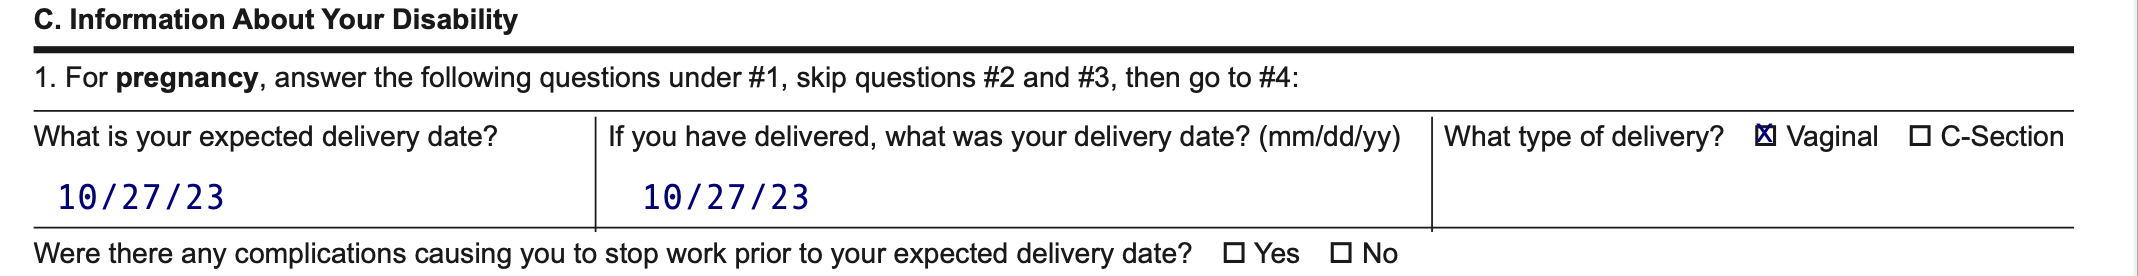 C. Information About Your Disability
1. For pregnancy, answer the following questions under #1, skip questions #2 and #3, then go to #4:
What is your expected delivery date?
10/27/23
If you have delivered, what was your delivery date? (mm/dd/yy)
10/27/23
What type of delivery? ☒ Vaginal ☐ C-Section
Were there any complications causing you to stop work prior to your expected delivery date? ☐ Yes ☐ No